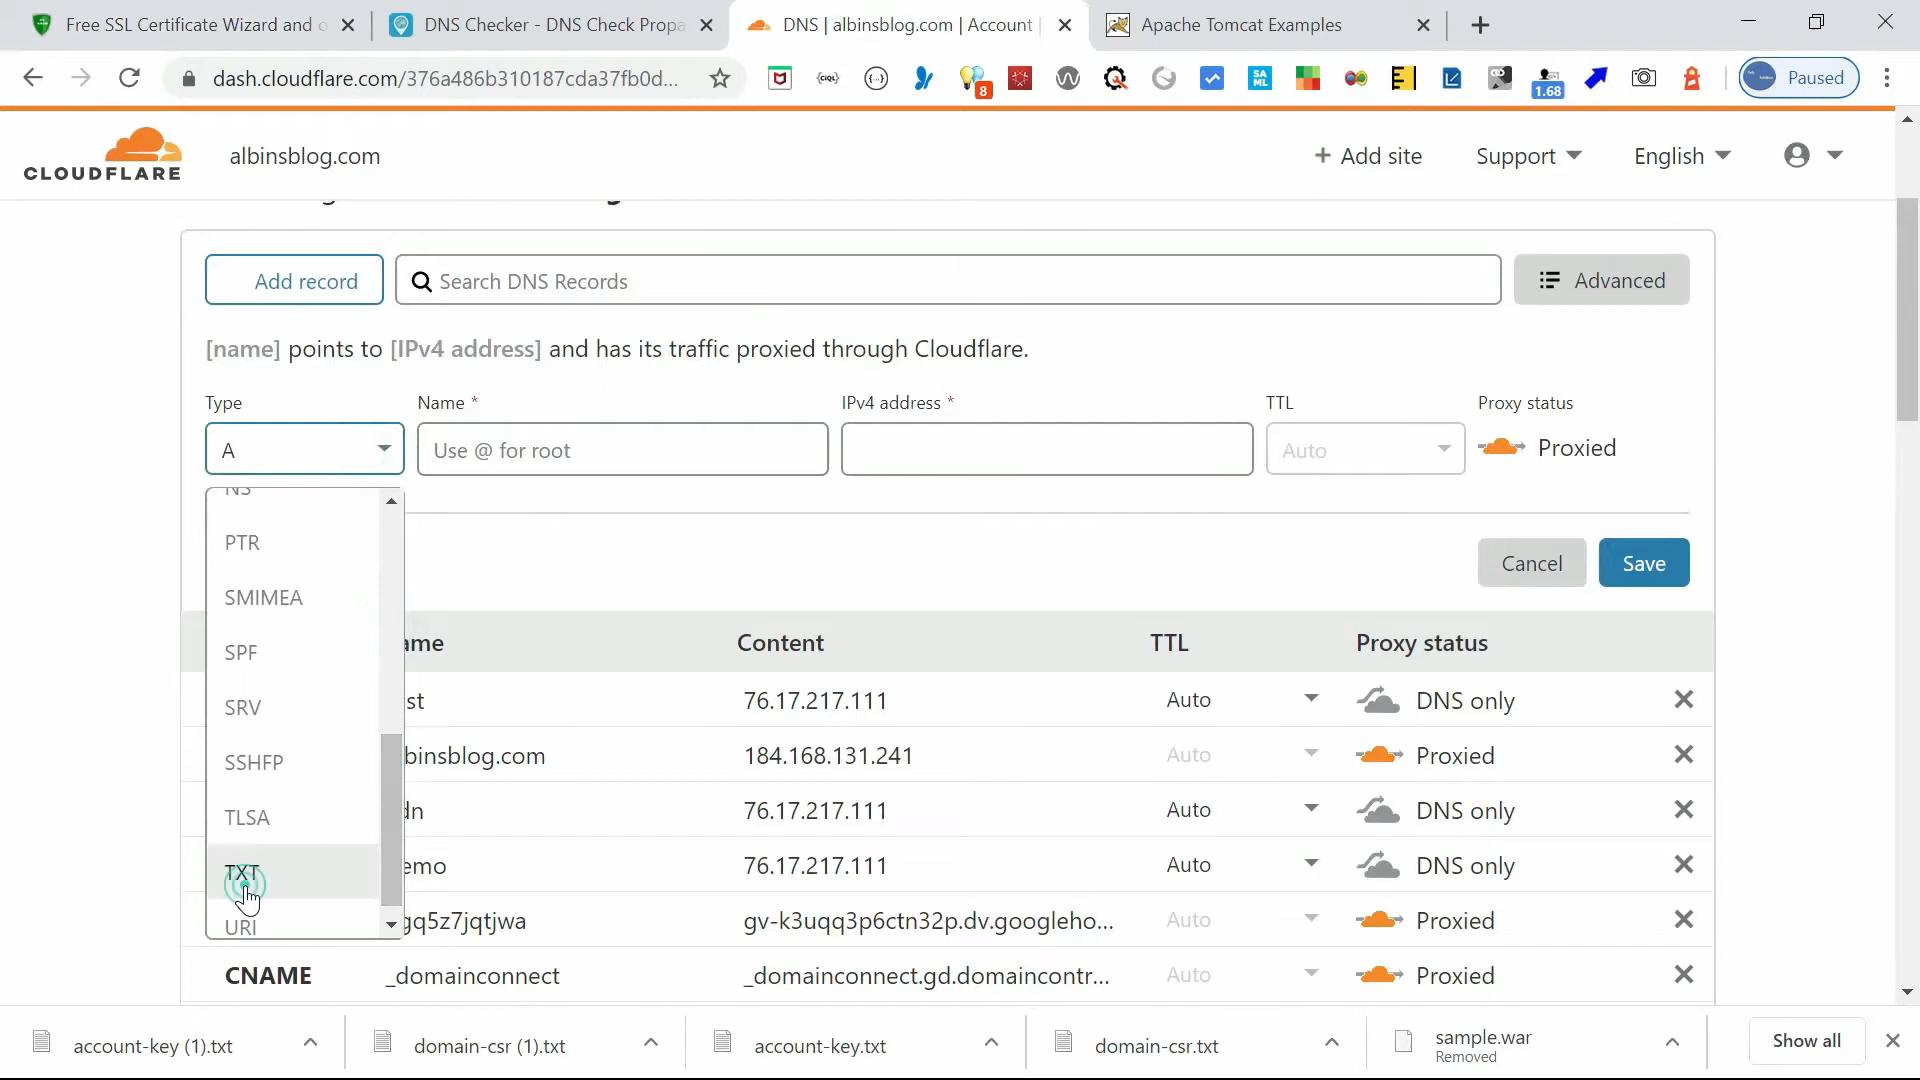 Free SSL Certificate Wizard and o
DNS Checker - DNS Check Propa
DNS | albinsblog.com | Account
Apache Tomcat Examples
dash.cloudflare.com/376a486b310187cda37fb0d...
CIQL
8
SA
ML
1.68
Paused
CLOUDFLARE
albinsblog.com
+ Add site
Support
English
Add record
Search DNS Records
Advanced
[name] points to [IPv4 address] and has its traffic proxied through Cloudflare.
Type
Name *
IPv4 address *
TTL
Proxy status
A
Use @ for root
Auto
Proxied
NS
PTR
SMIMEA
SPF
SRV
SSHFP
TLSA
TXT
URI
Cancel
Save
ame
Content
TTL
Proxy status
st
76.17.217.111
Auto
DNS only
binsblog.com
184.168.131.241
Auto
Proxied
dn
76.17.217.111
Auto
DNS only
emo
76.17.217.111
Auto
DNS only
gq5z7jqtjwa
gv-k3uqq3p6ctn32p.dv.googleho...
Auto
Proxied
CNAME
_domainconnect
_domainconnect.gd.domaincontr...
Auto
Proxied
account-key (1).txt
domain-csr (1).txt
account-key.txt
domain-csr.txt
sample.war
Removed
Show all